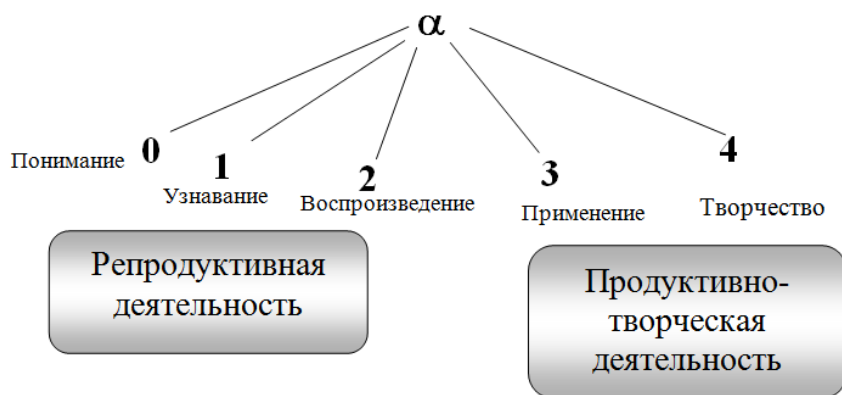 α
Понимание 0
1
Узнавание
2
Воспроизведение
3
Применение
4
Творчество
Репродуктивная
деятельность
Продуктивно-
творческая
деятельность